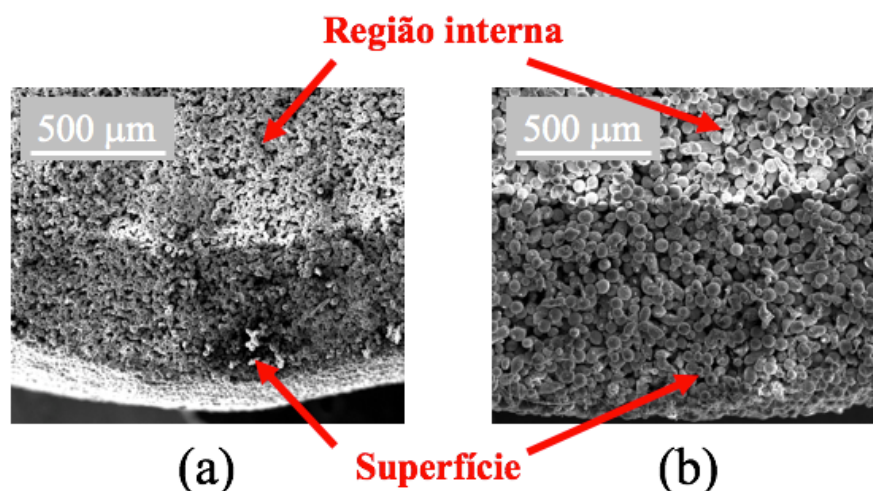 Região interna
500 μm
500 μm
(a)
Superfície
(b)